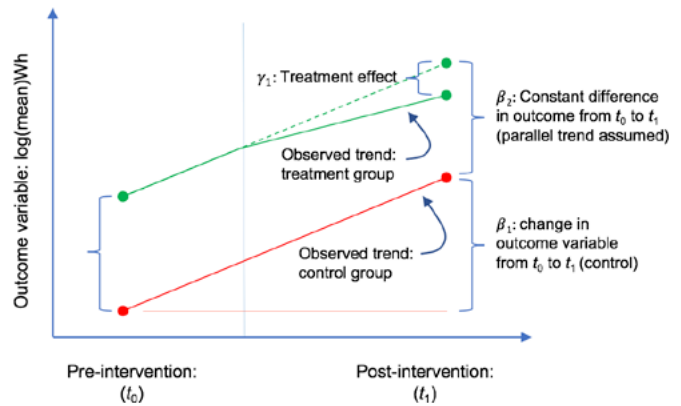 Outcome variable: log(mean)Wh
γ1: Treatment effect
β2: Constant difference
in outcome from t0 to t1
(parallel trend assumed)
Observed trend:
treatment group
Observed trend:
control group
β1: change in
outcome variable
from t0 to t1 (control)
Pre-intervention:
(t0)
Post-intervention:
(t1)